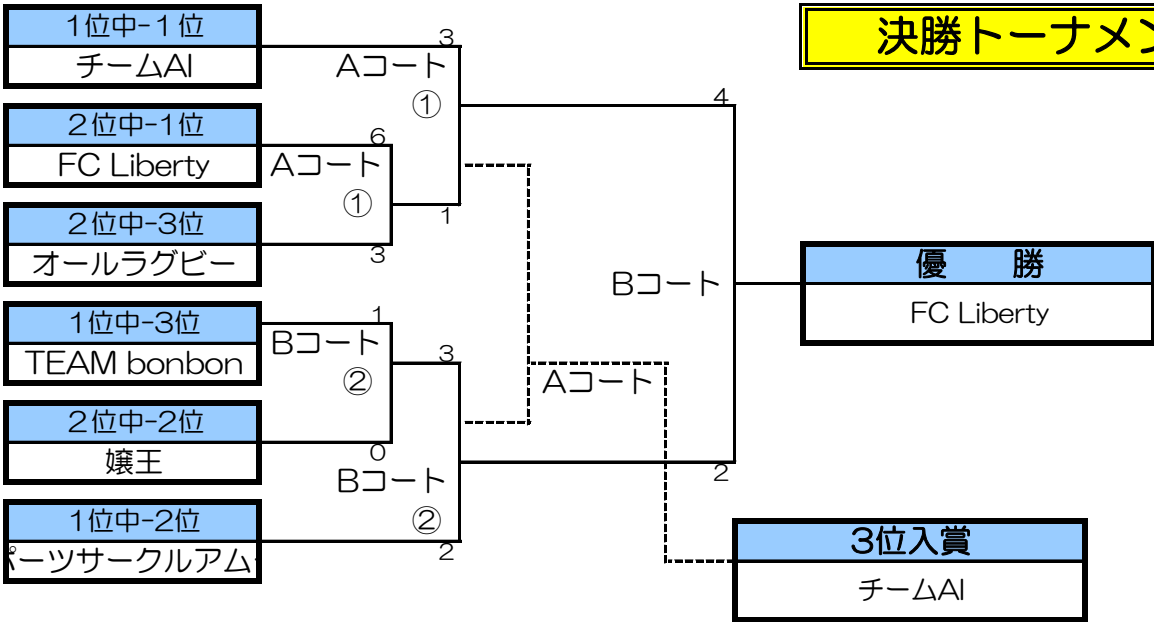 決勝トーナメン
1位中-1位
チームAI
3
Aコート
①
4
2位中-1位
FC Liberty
6
Aコート
①
1
2位中-3位
オールラグビー
3
優　勝
FC Liberty
Bコート
1位中-3位
TEAM bonbon
1
Bコート
②
3
Aコート
2位中-2位
嬢王
0
Bコート
②
2
1位中-2位
ポーツサークルアム
2
3位入賞
チームAI